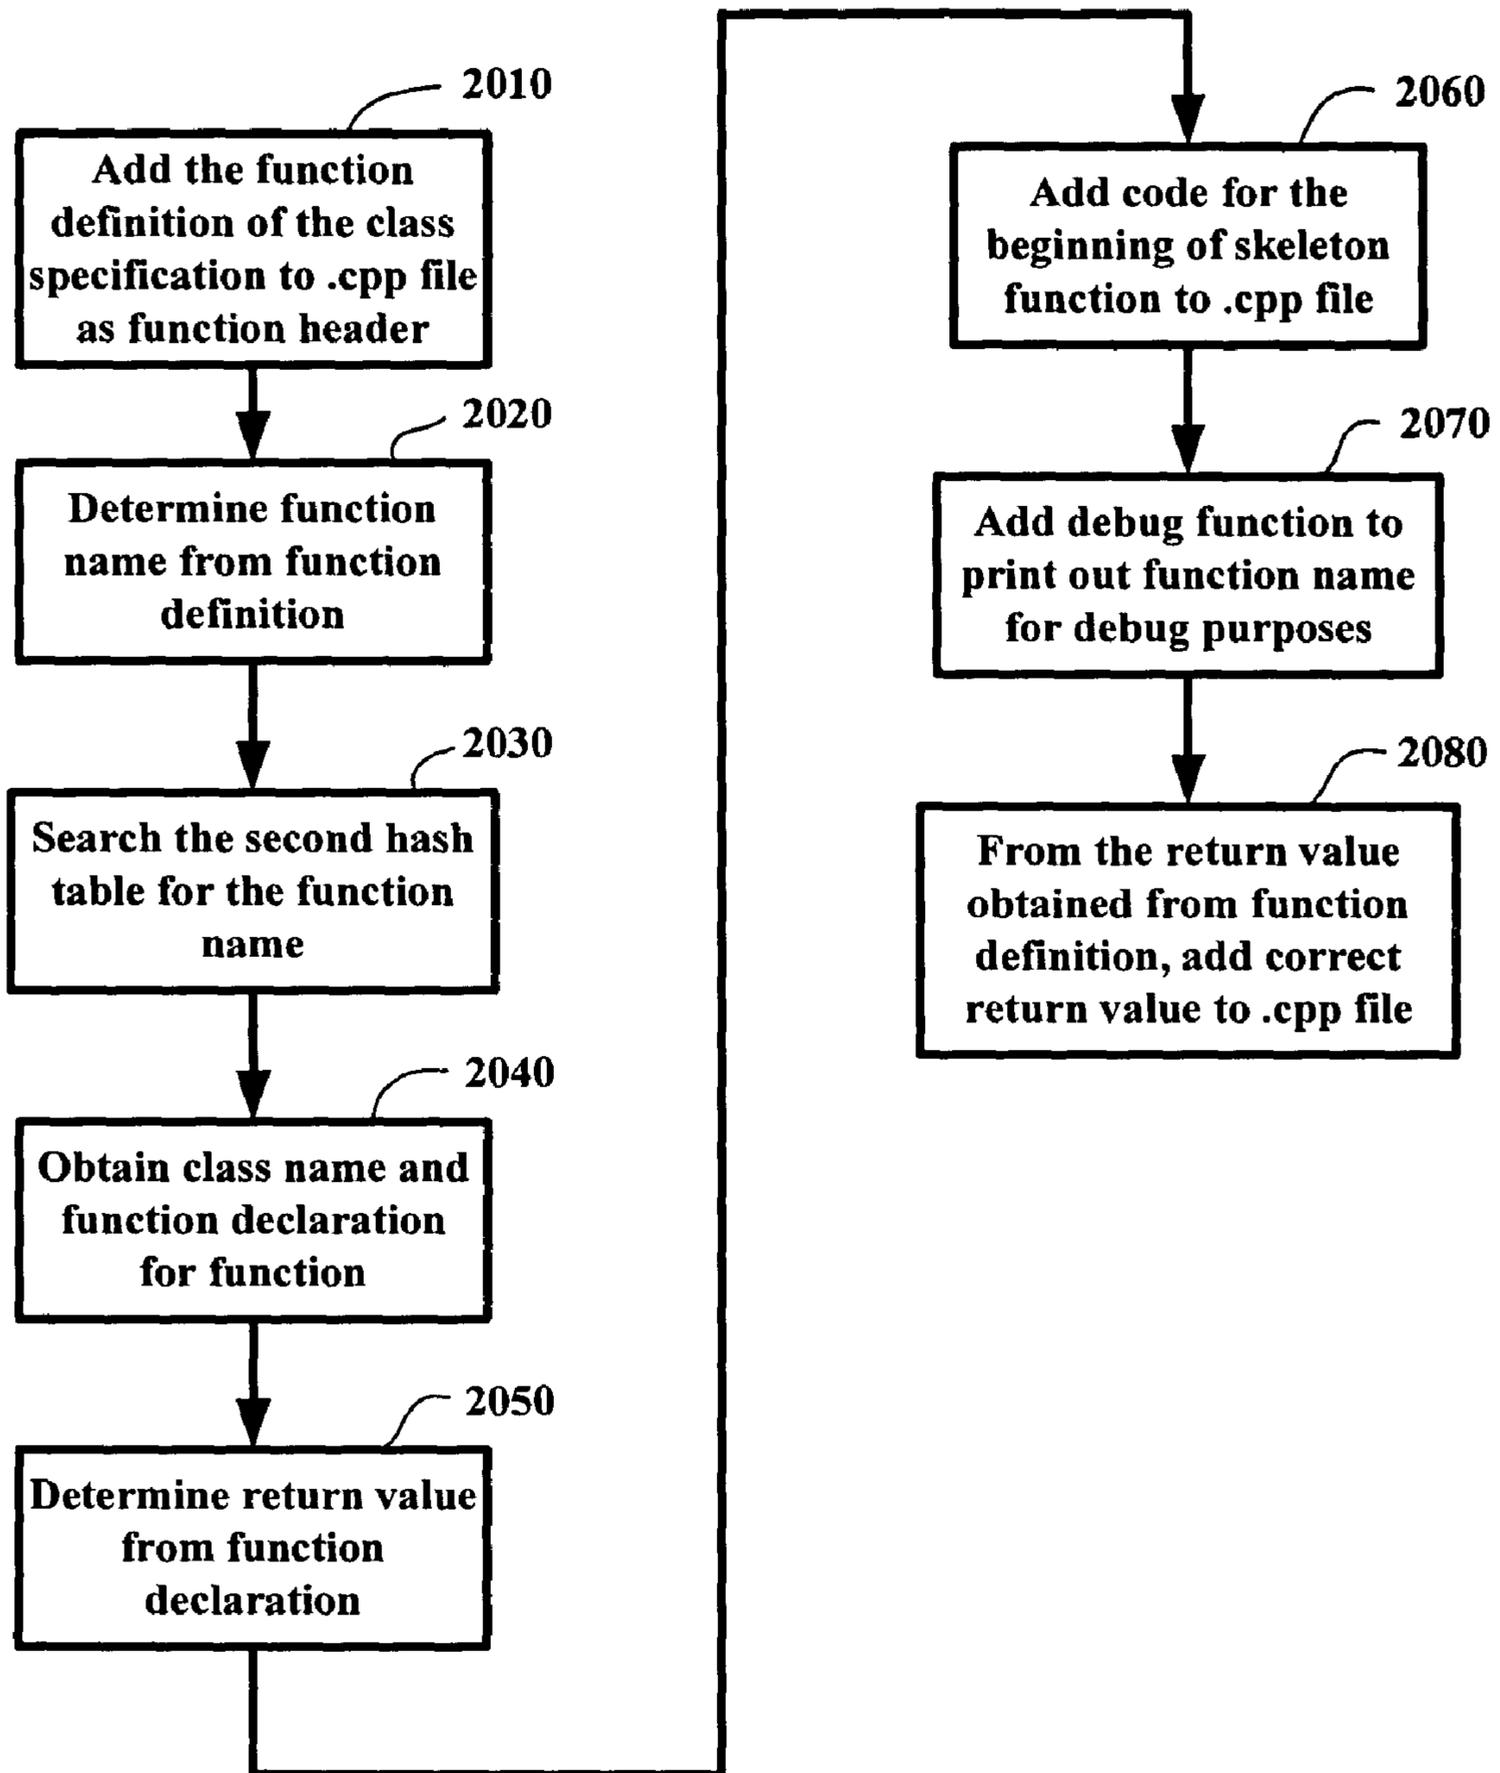 2010
Add the function
definition of the class
specification to .cpp file
as function header
2020
Determine function
name from function
definition
2030
Search the second hash
table for the function
name
2040
Obtain class name and
function declaration
for function
2050
Determine return value
from function
declaration
2060
Add code for the
beginning of skeleton
function to .cpp file
2070
Add debug function to
print out function name
for debug purposes
2080
From the return value
obtained from function
definition, add correct
return value to .cpp file